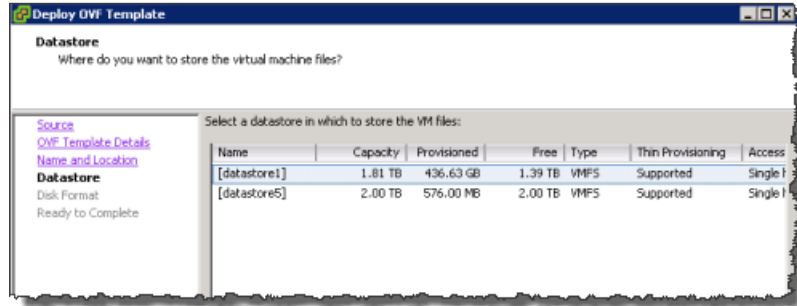 Deploy OVF Template
Datastore
Where do you want to store the virtual machine files?
Source
OVF Template Details
Name and Location
Datastore
Disk Format
Ready to Complete
Select a datastore in which to store the VM files:
Name Capacity Provisioned Free Type Thin Provisioning Access
[datastore1] 1.81 TB 436.63 GB 1.39 TB VMFS Supported Single h
[datastore5] 2.00 TB 576.00 MB 2.00 TB VMFS Supported Single h